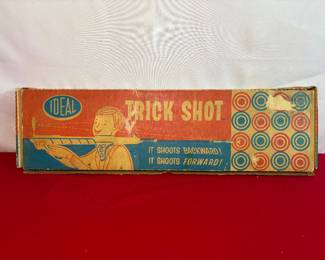 IDEAL
TRICK SHOT
IT SHOOTS BACKWARD!
IT SHOOTS FORWARD!